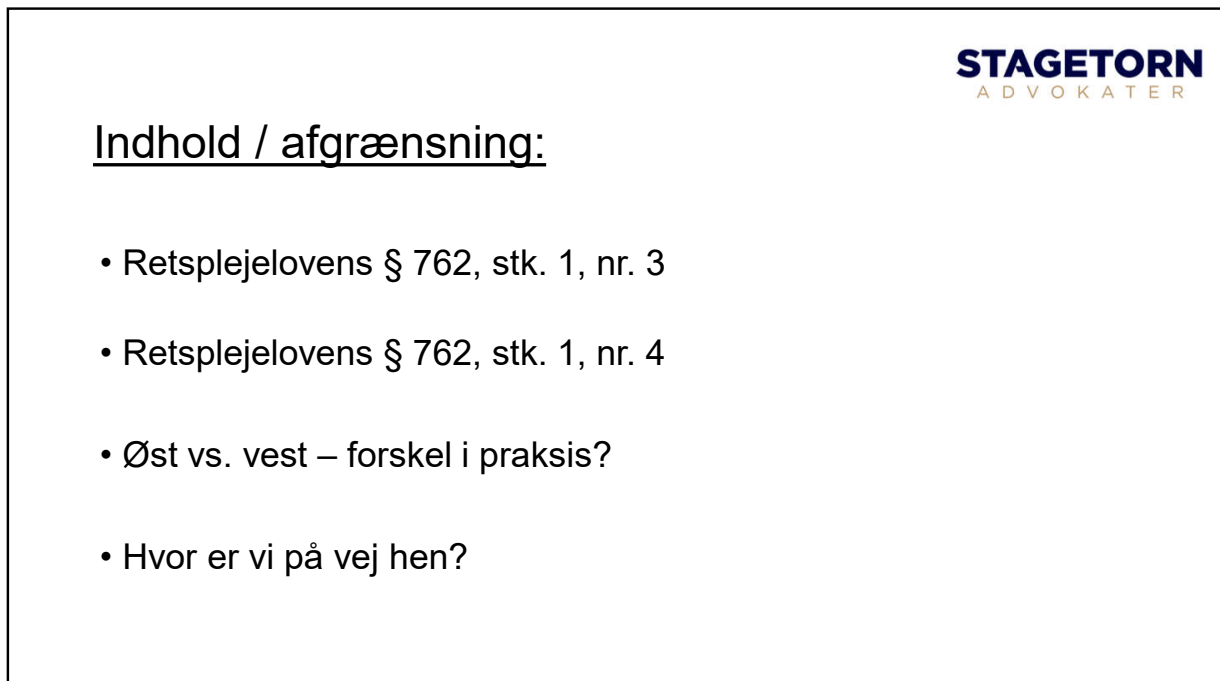 STAGETORN
ADVOKATER
Indhold / afgrænsning:
• Retsplejelovens § 762, stk. 1, nr. 3
• Retsplejelovens § 762, stk. 1, nr. 4
• Øst vs. vest – forskel i praksis?
• Hvor er vi på vej hen?